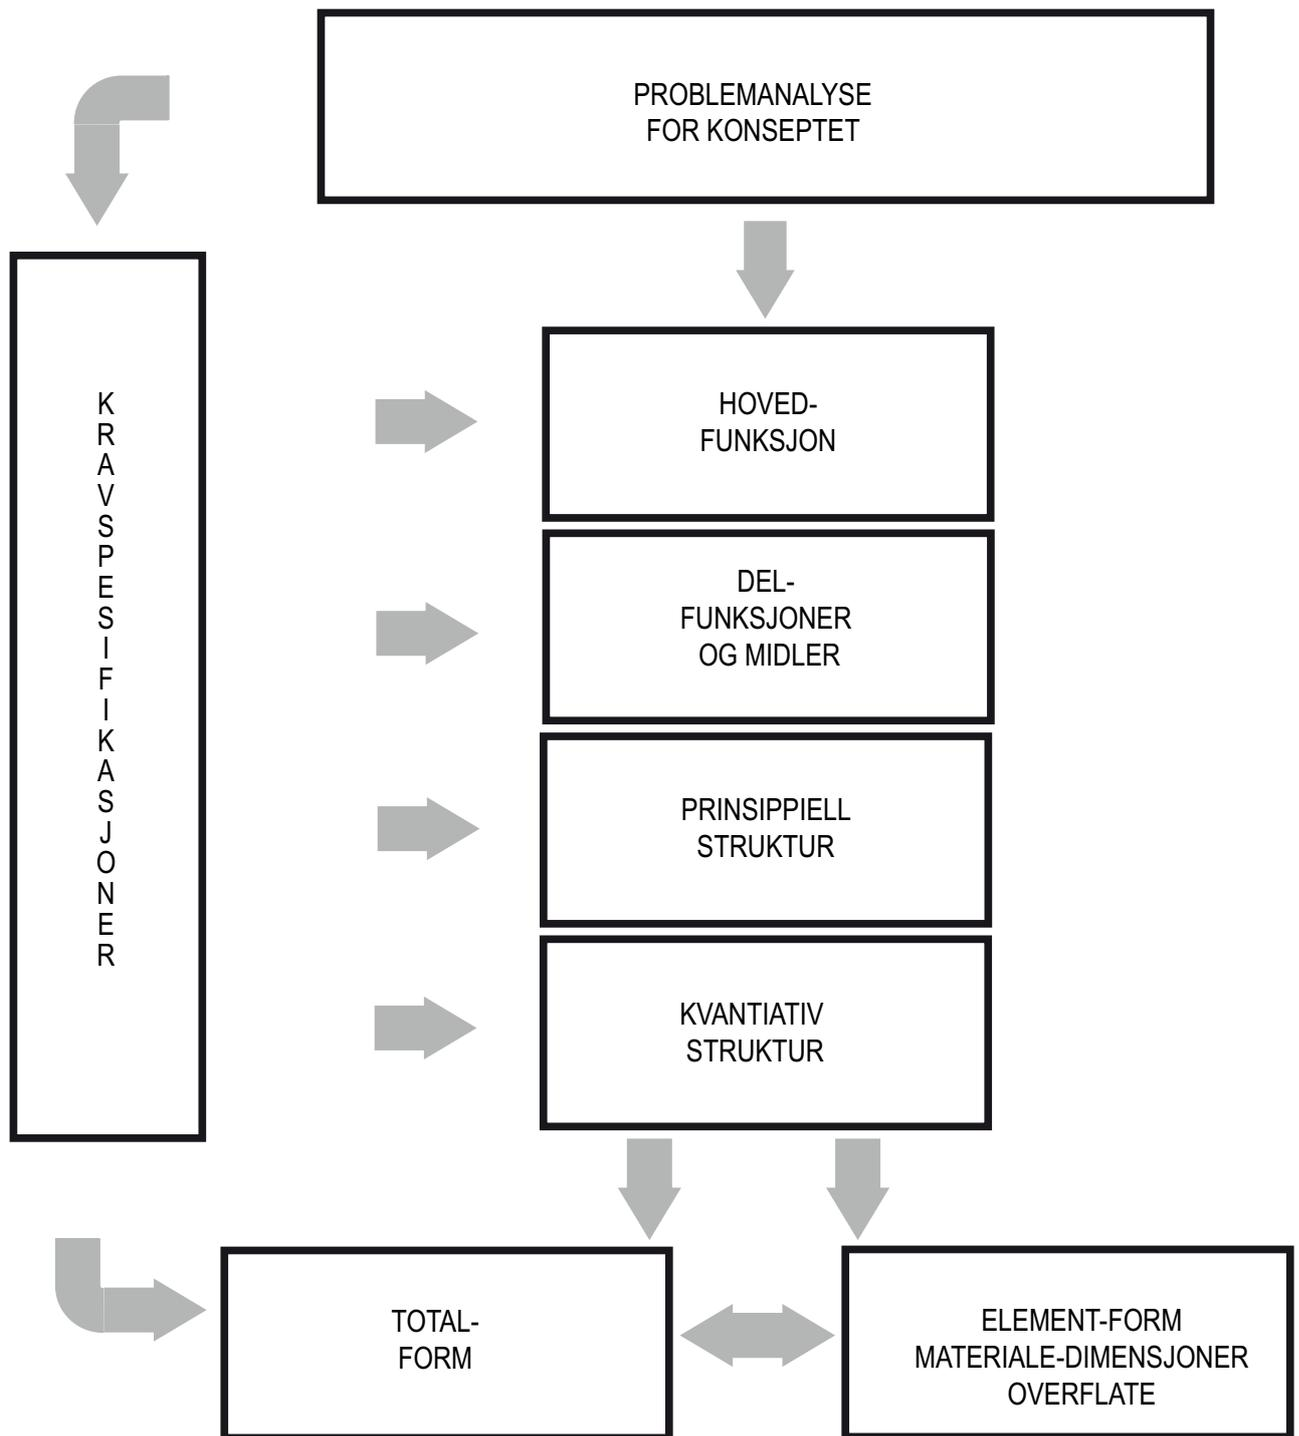 PROBLEMANALYSE
FOR KONSEPTET
KRAVSPESIFIKASJONER
HOVED-
FUNKSJON
DEL-
FUNKSJONER
OG MIDLER
PRINSIPPIELL
STRUKTUR
KVANTIATIV
STRUKTUR
TOTAL-
FORM
ELEMENT-FORM
MATERIALE-DIMENSJONER
OVERFLATE